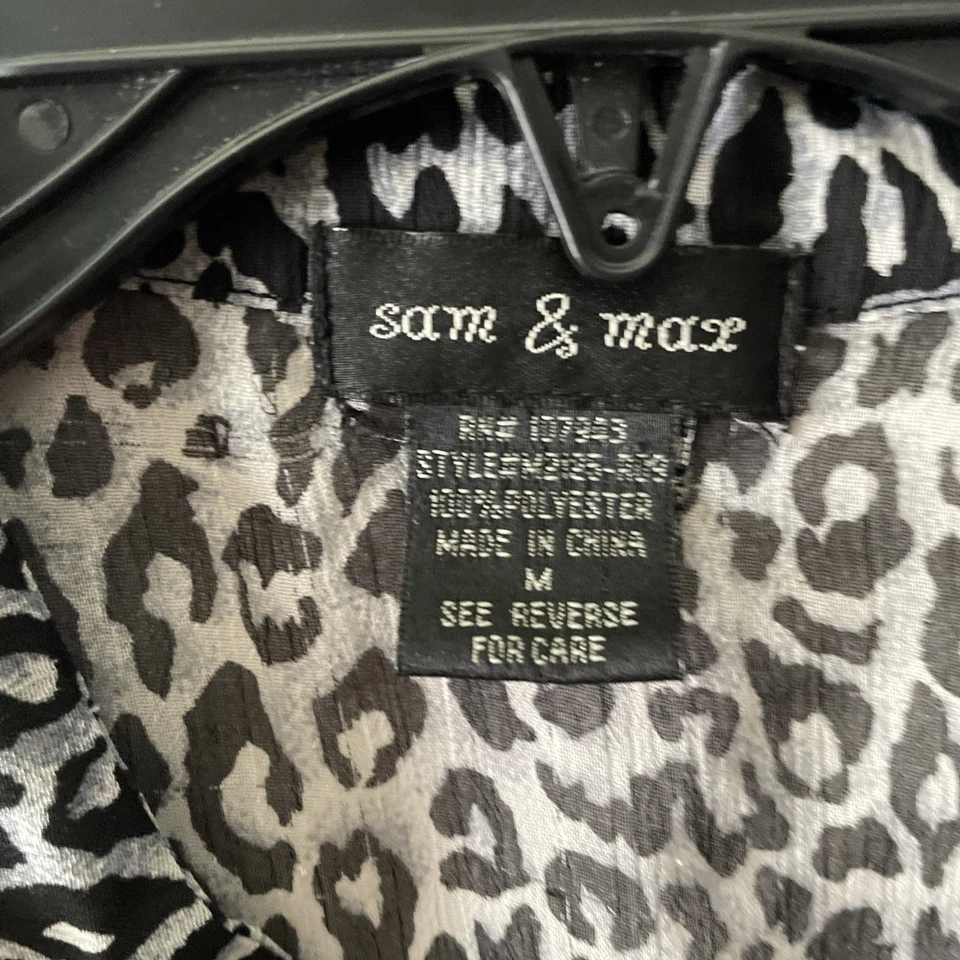 sam & max
RN# 107943
100% POLYESTER
MADE IN CHINA
M
SEE REVERSE
FOR CARE